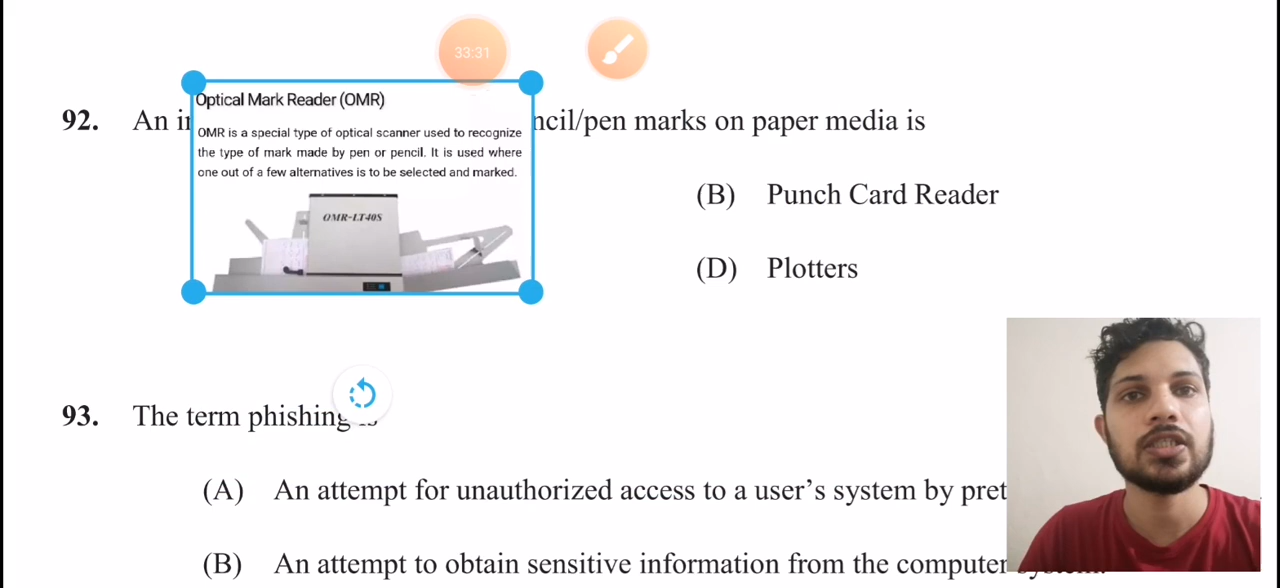 33:31
Optical Mark Reader (OMR)
92. An ncil/pen marks on paper media is
OMR is a special type of optical scanner used to recognize
the type of mark made by pen or pencil. It is used where
one out of a few alternatives is to be selected and marked.
OMR-LT40S
(B) Punch Card Reader
(D) Plotters
93. The term phishing is
(A) An attempt for unauthorized access to a user’s system by pret
(B) An attempt to obtain sensitive information from the computer system.